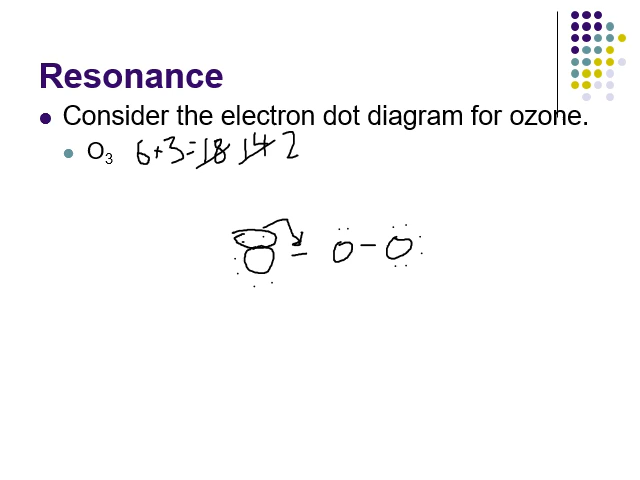 Resonance
Consider the electron dot diagram for ozone.
O₃ 6+3=18 14 2
O = O - O